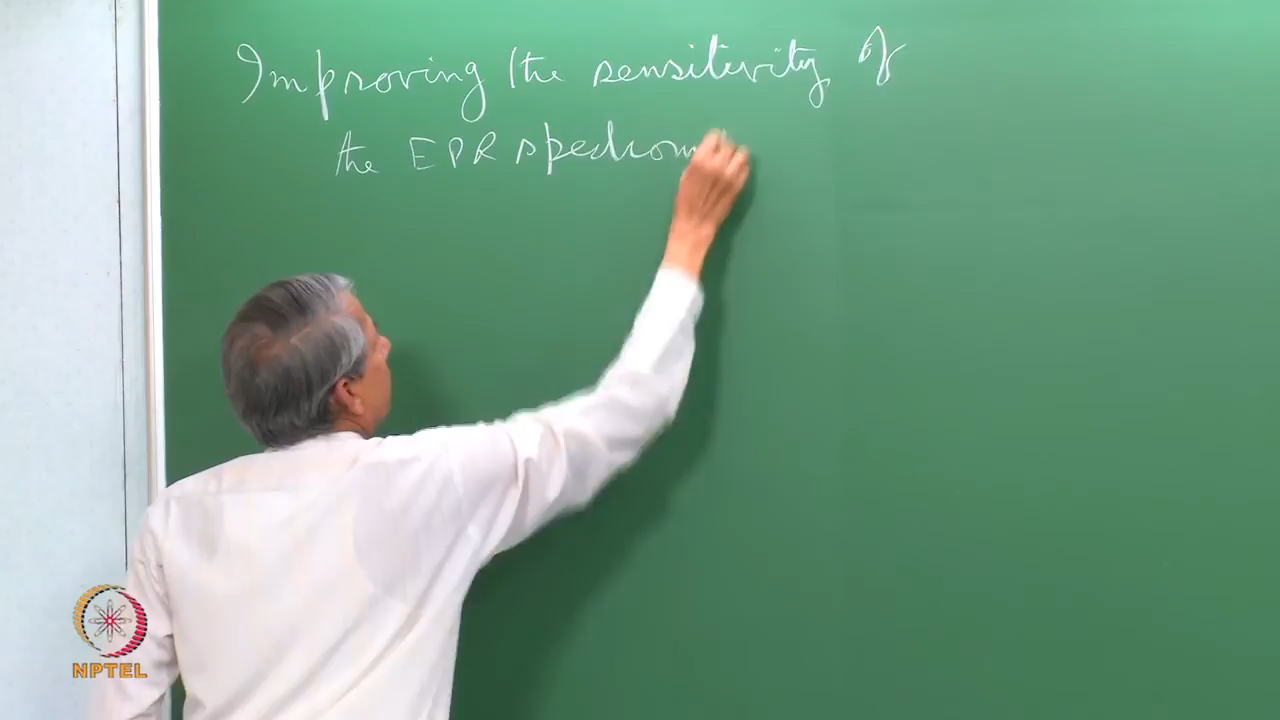 Improving the sensitivity of
the EPR spectrom
NPTEL